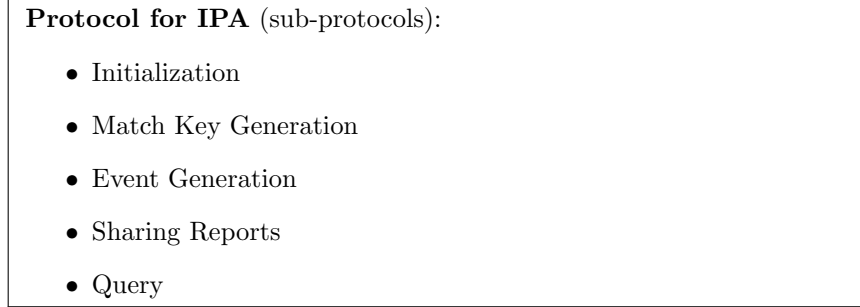 Protocol for IPA (sub-protocols):
• Initialization
• Match Key Generation
• Event Generation
• Sharing Reports
• Query